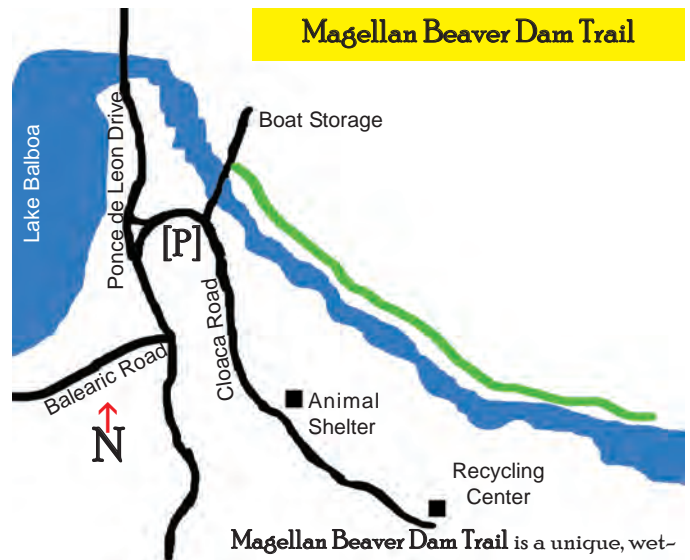 Magellan Beaver Dam Trail
Boat Storage
Lake Balboa
Ponce de Leon Drive
[P]
Cloaca Road
Balearic Road
N
Animal
Shelter
Recycling
Center
Magellan Beaver Dam Trail is a unique, wet-